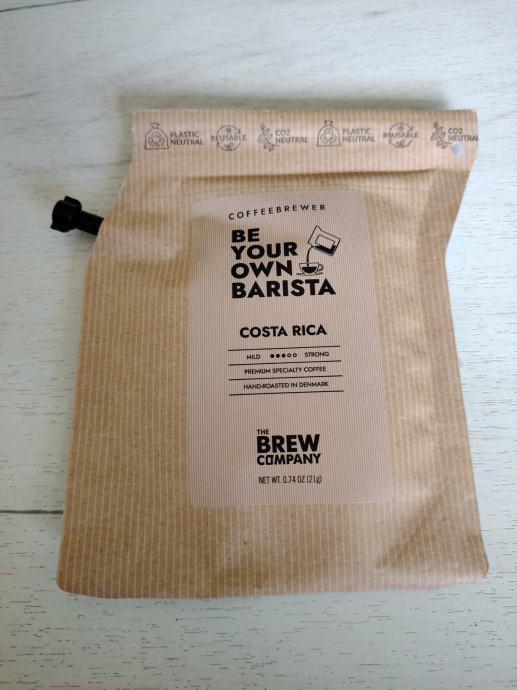 PLASTIC NEUTRAL REUSABLE CO2 NEUTRAL PLASTIC NEUTRAL REUSABLE CO2 NEUTRAL
COFFEEBREWER
BE
YOUR
OWN
BARISTA
COSTA RICA
MILD STRONG
PREMIUM SPECIALTY COFFEE
HAND-ROASTED IN DENMARK
THE
BREW
COMPANY
NET WT. 0.74 OZ (21g)